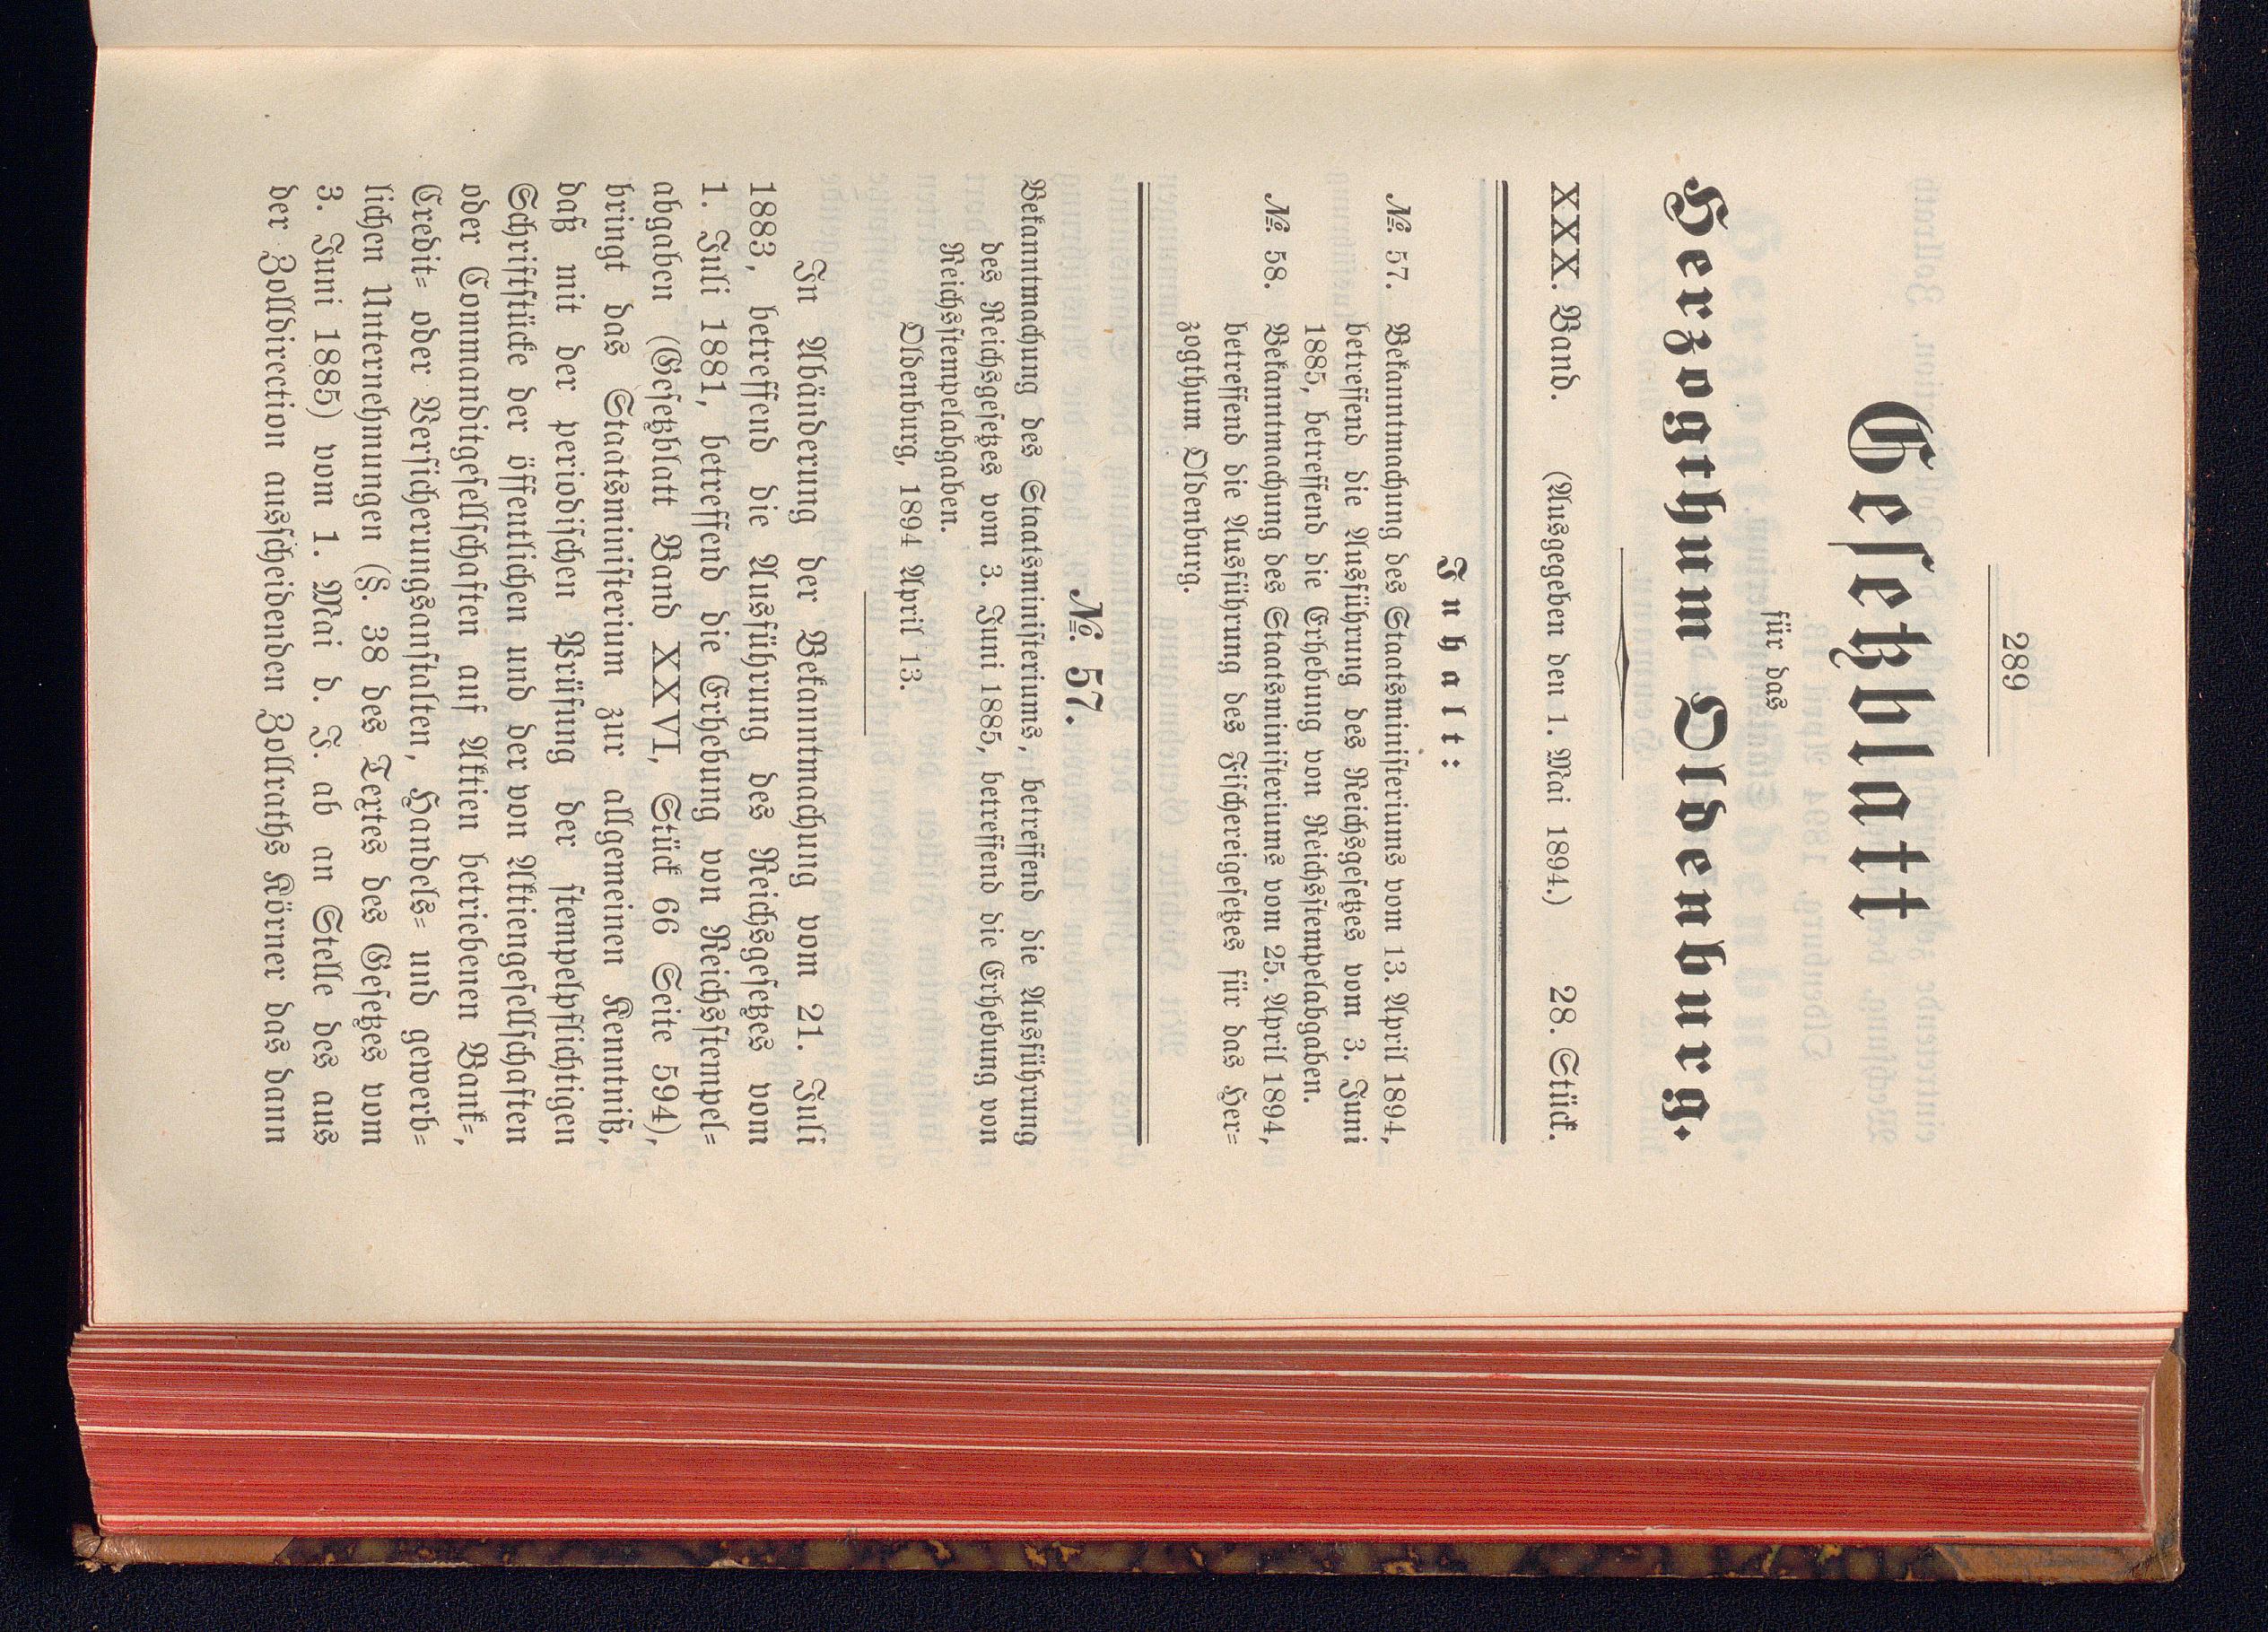 289
Gesetzblatt
für das
Herzogthum Oldenburg.
XXX. Band. (Ausgegeben den 1. Mai 1894.) 28. Stück.
Inhalt:
№ 57. Bekanntmachung des Staatsministeriums vom 13. April 1894,
betreffend die Ausführung des Reichsgesetzes vom 3. Juni
1885, betreffend die Erhebung von Reichsstempelabgaben.
№ 58. Bekanntmachung des Staatsministeriums vom 25. April 1894,
betreffend die Ausführung des Fischereigesetzes für das Her=
zogthum Oldenburg.
№. 57.
Bekanntmachung des Staatsministeriums, betreffend die Ausführung
des Reichsgesetzes vom 3. Juni 1885, betreffend die Erhebung von
Reichsstempelabgaben.
Oldenburg, 1894 April 13.
In Abänderung der Bekanntmachung vom 21. Juli
1883, betreffend die Ausführung des Reichsgesetzes vom
1. Juli 1881, betreffend die Erhebung von Reichsstempel=
abgaben (Gesetzblatt Band XXVI, Stück 66 Seite 594),
bringt das Staatsministerium zur allgemeinen Kenntniß,
daß mit der periodischen Prüfung der stempelpflichtigen
Schriftstücke der öffentlichen und der von Aktiengesellschaften
oder Commanditgesellschaften auf Aktien betriebenen Bank=,
Credit= oder Versicherungsanstalten, Handels= und gewerb=
lichen Unternehmungen (§. 38 des Textes des Gesetzes vom
3. Juni 1885) vom 1. Mai d. J. ab an Stelle des aus
der Zolldirection ausscheidenden Zollraths Körner das dann